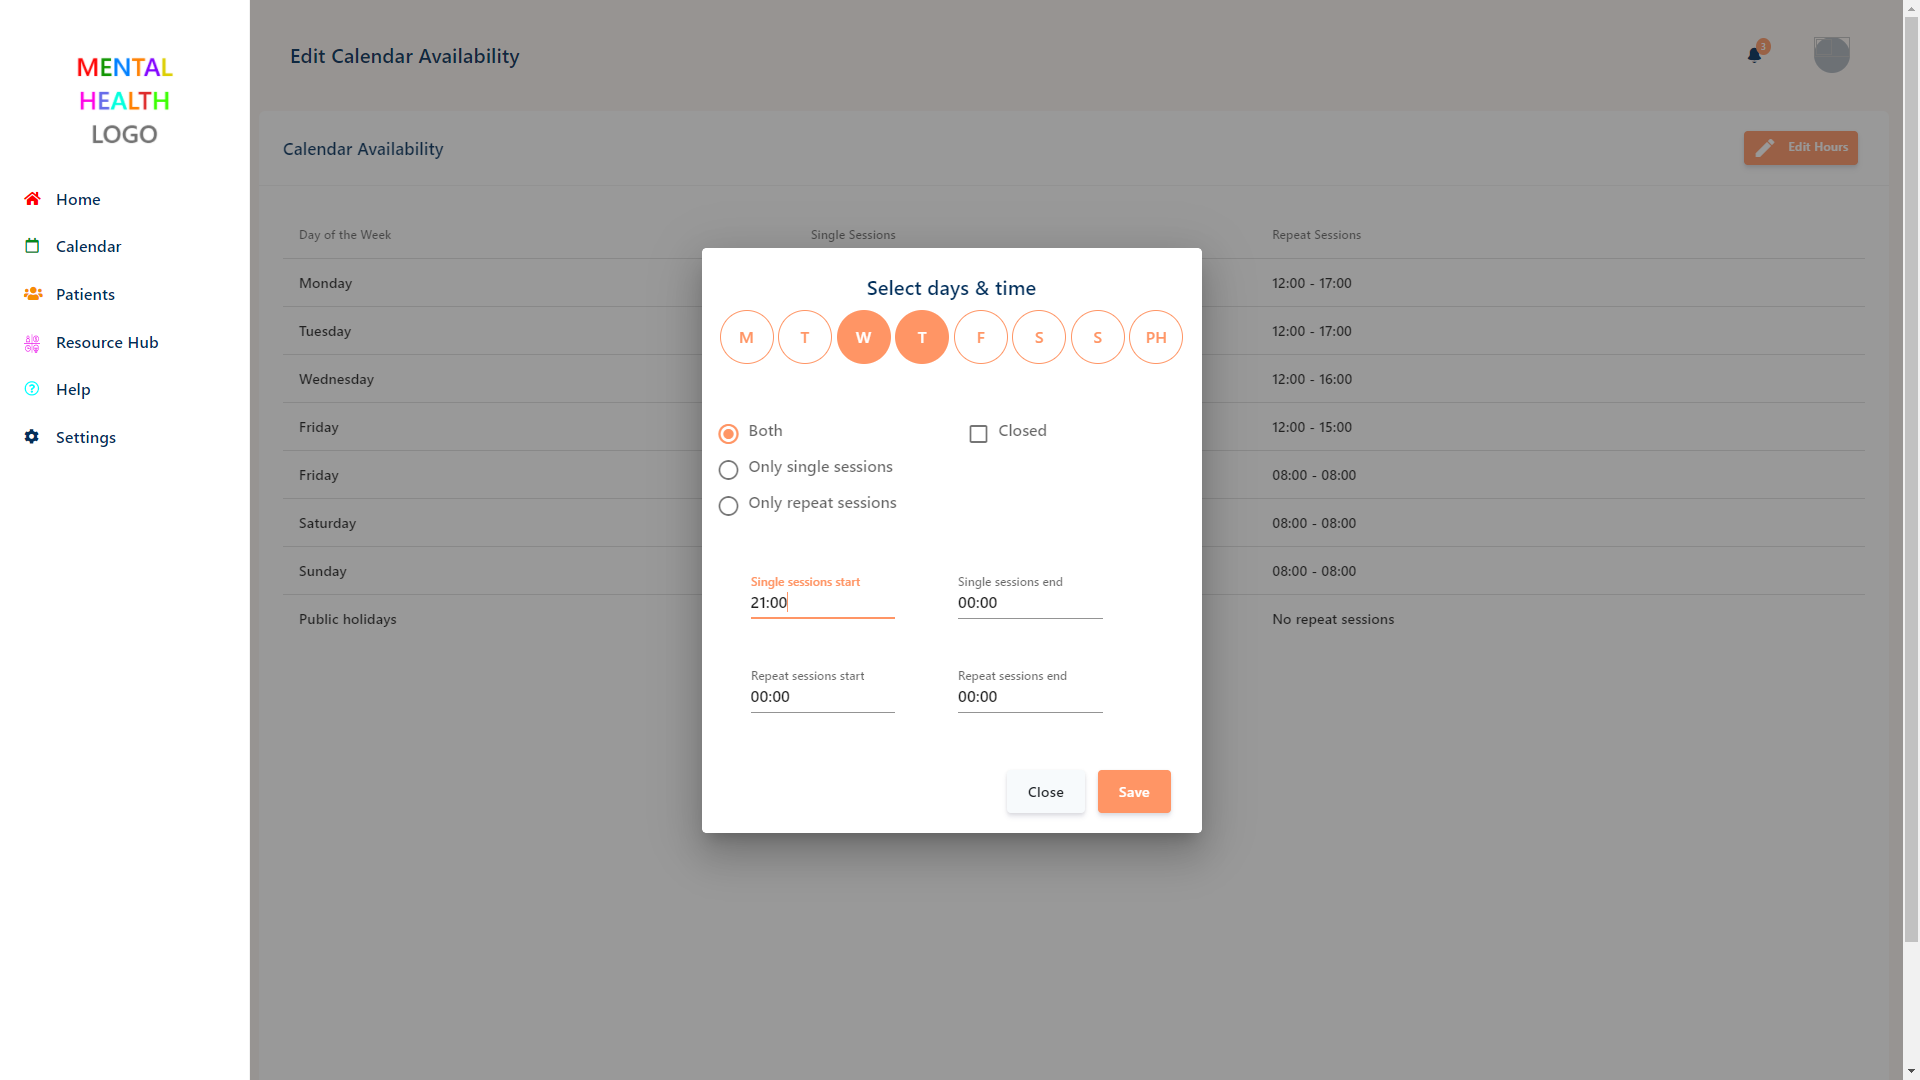 MENTAL
HEALTH
LOGO
Home
Calendar
Patients
Resource Hub
Help
Settings
Edit Calendar Availability
3
Calendar Availability
Edit Hours
Day of the Week Single Sessions Repeat Sessions
Monday 12:00 - 17:00
Tuesday 12:00 - 17:00
Wednesday 12:00 - 16:00
Friday 12:00 - 15:00
Friday 08:00 - 08:00
Saturday 08:00 - 08:00
Sunday 08:00 - 08:00
Public holidays No repeat sessions
Select days & time
M T W T F S S PH
Both Closed
Only single sessions
Only repeat sessions
Single sessions start Single sessions end
21:00 00:00
Repeat sessions start Repeat sessions end
00:00 00:00
Close Save